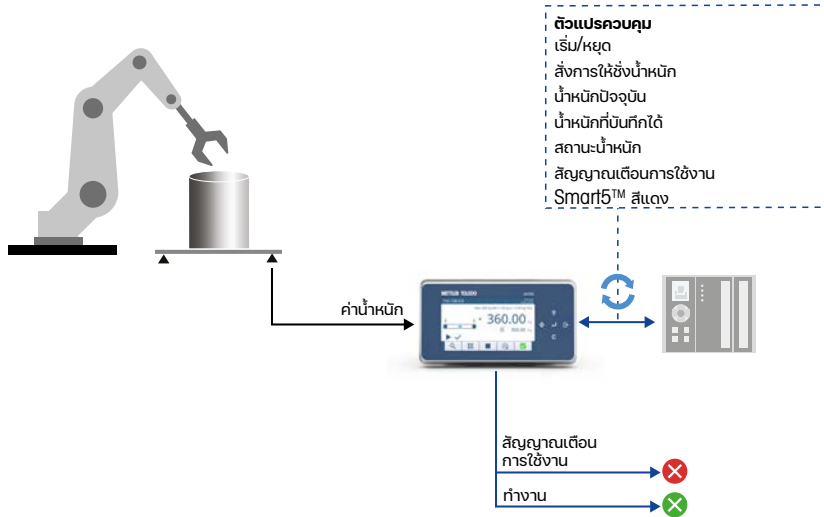 ตัวแปรควบคุม
เริ่ม/หยุด
สั่งการให้ชั่งน้ำหนัก
น้ำหนักปัจจุบัน
น้ำหนักที่บันทึกได้
สถานะน้ำหนัก
สัญญาณเตือนการใช้งาน
Smart5™ สีแดง
ค่าน้ำหนัก
METTLER TOLEDO
360.00
สัญญาณเตือน
การใช้งาน
ทำงาน